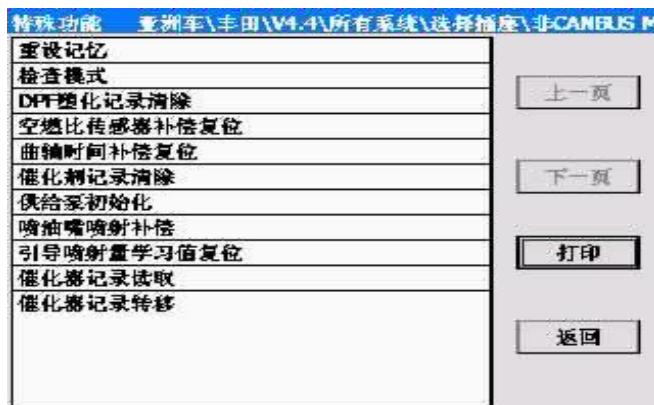 特殊功能 亚洲车\丰田\V4.4\所有系统\选择插座\非CANBUS M
重设记忆
检查模式
DPF塑化记录清除
空燃比传感器补偿复位
曲轴时间补偿复位
催化剂记录清除
供给泵初始化
喷油嘴喷射补偿
引导喷射量学习值复位
催化器记录读取
催化器记录转移
上一页
下一页
打印
返回